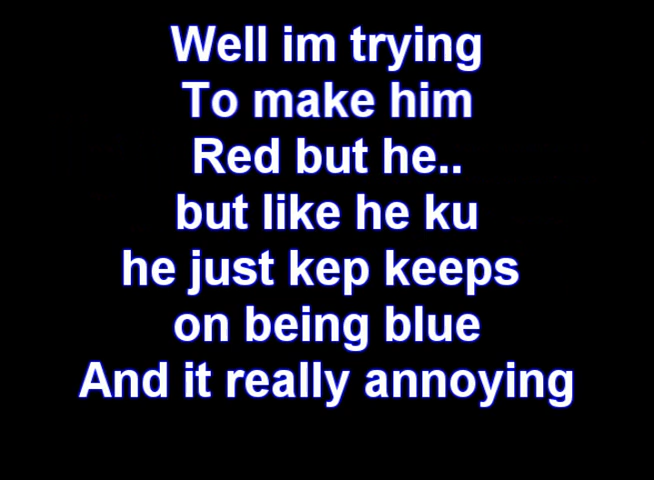 Well im trying
To make him
Red but he..
but like he ku
he just kep keeps
on being blue
And it really annoying